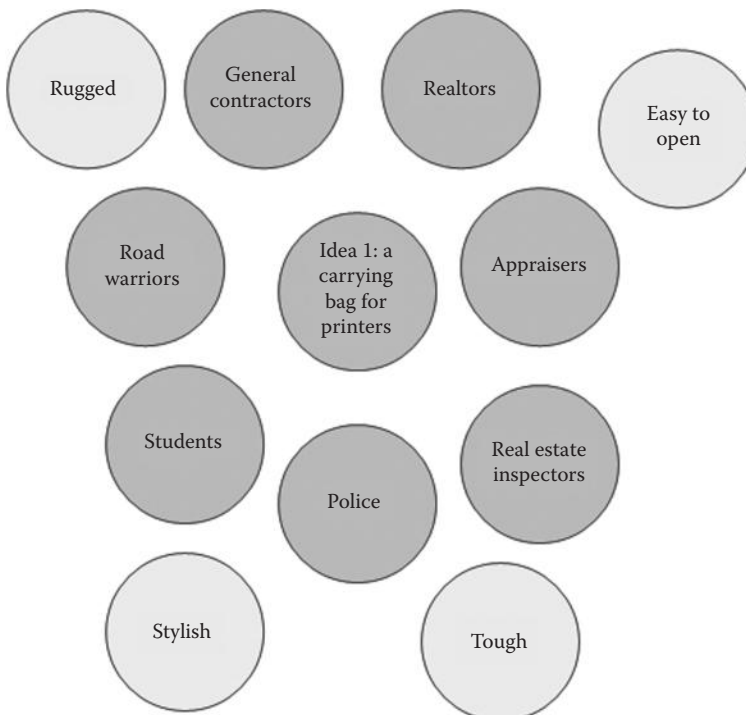 Rugged
General
contractors
Realtors
Easy to
open
Road
warriors
Idea 1: a
carrying
bag for
printers
Appraisers
Students
Police
Real estate
inspectors
Stylish
Tough